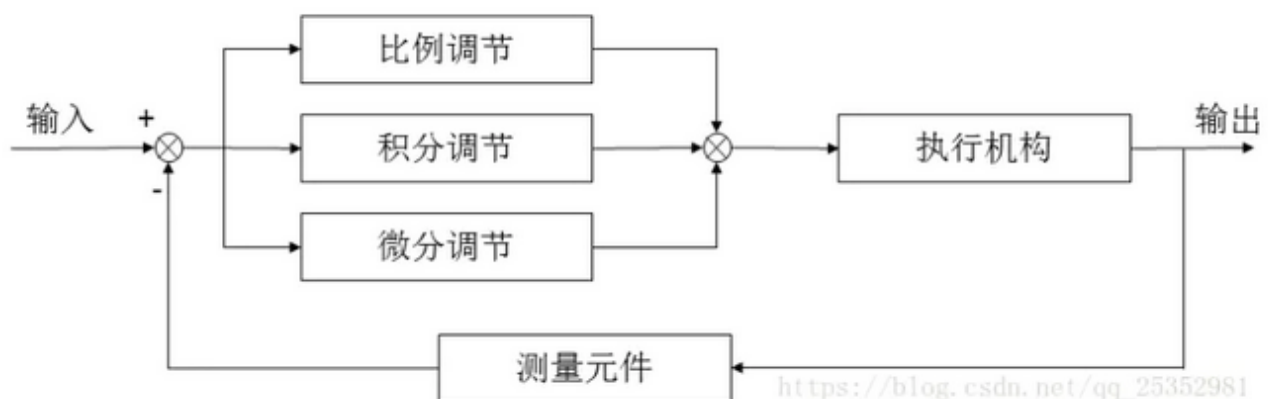 比例调节
输入
+
积分调节
执行机构
输出
-
微分调节
测量元件
https://blog.csdn.net/qq_25352981